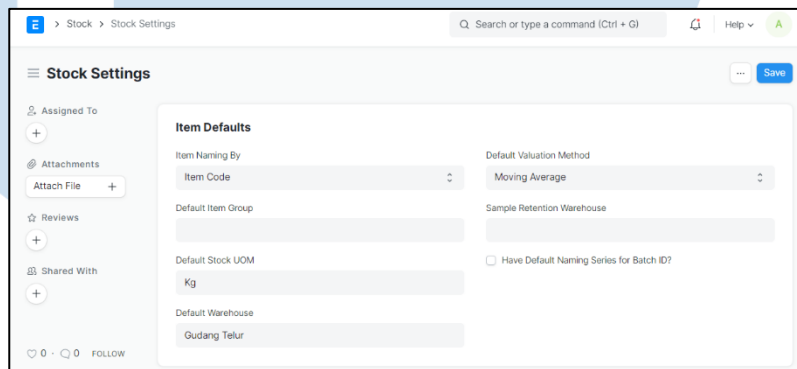 E > Stock > Stock Settings
Search or type a command (Ctrl + G)
Help
A
Stock Settings
...
Save
Assigned To
+
Attachments
Attach File +
Reviews
+
Shared With
+
0 · 0 FOLLOW
Item Defaults
Item Naming By
Item Code
Default Item Group
Default Stock UOM
Kg
Default Warehouse
Gudang Telur
Default Valuation Method
Moving Average
Sample Retention Warehouse
Have Default Naming Series for Batch ID?